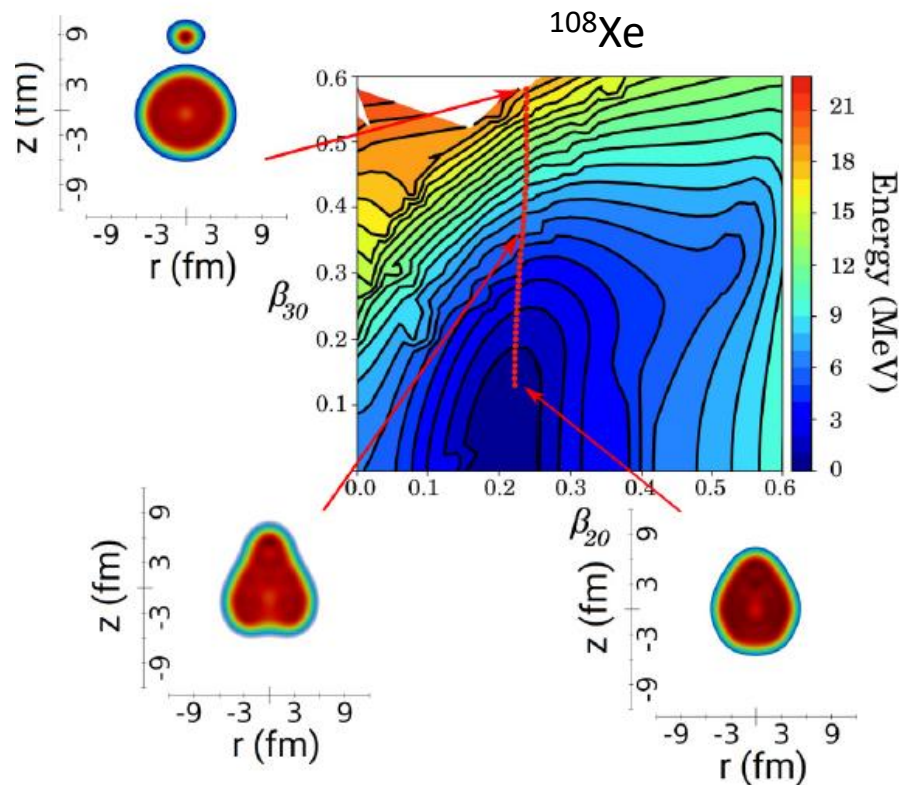 ¹⁰⁸Xe
9
3
-3
-9
z (fm)
-9 -3 3 9
r (fm)
0.6
0.5
0.4
0.3
0.2
0.1
β₃₀
0.0 0.1 0.2 0.3 0.4 0.5 0.6
β₂₀
21
18
15
12
9
6
3
0
Energy (MeV)
9
3
-3
-9
z (fm)
-9 -3 3 9
r (fm)
9
3
-3
-9
z (fm)
-9 -3 3 9
r (fm)